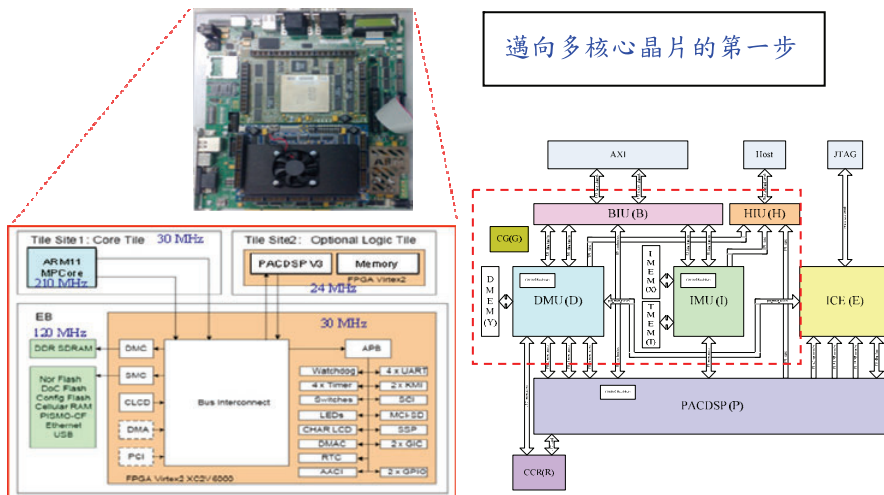 邁向多核心晶片的第一步
Tile Site1: Core Tile
30 MHz
ARM11
MPCore
210 MHz
Tile Site2: Optional Logic Tile
PACDSP V3
Memory
FPGA Virtex2
24 MHz
EB
120 MHz
30 MHz
DDR SDRAM
DMC
SMC
CLCD
DMA
PCI
Nor Flash
DoC Flash
Config Flash
Cellular RAM
PISMO-CF
Ethernet
USB
Bus Interconnect
APB
Watchdog
4 x UART
4 x Timer
2 x KMI
Switches
SCI
LEDs
MCI-SD
CHAR LCD
SSP
DMAC
2 x GIC
RTC
AACI
2 x GPIO
FPGA Virtex2 XC2V6000
AXI
Host
JTAG
BIU (B)
HIU (H)
CG(G)
DMEM(Y)
DMU (D)
IMEM(X)
TMEM(I)
IMU (I)
ICE (E)
PACDSP (P)
CCR(R)